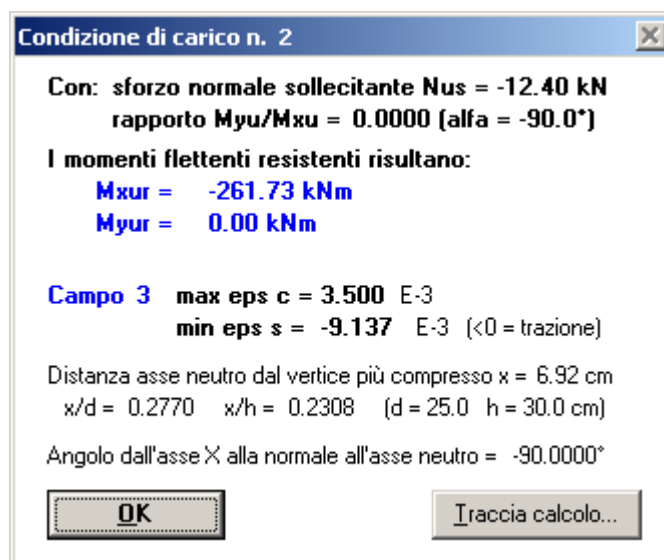 Condizione di carico n. 2
Con: sforzo normale sollecitante Nus = -12.40 kN
rapporto Myu/Mxu = 0.0000 (alfa = -90.0°)
I momenti flettenti resistenti risultano:
Mxur = -261.73 kNm
Myur = 0.00 kNm
Campo 3 max eps c = 3.500 E-3
min eps s = -9.137 E-3 (<0 = trazione)
Distanza asse neutro dal vertice più compresso x = 6.92 cm
x/d = 0.2770 x/h = 0.2308 (d = 25.0 h = 30.0 cm)
Angolo dall'asse X alla normale all'asse neutro = -90.0000°
OK Traccia calcolo...